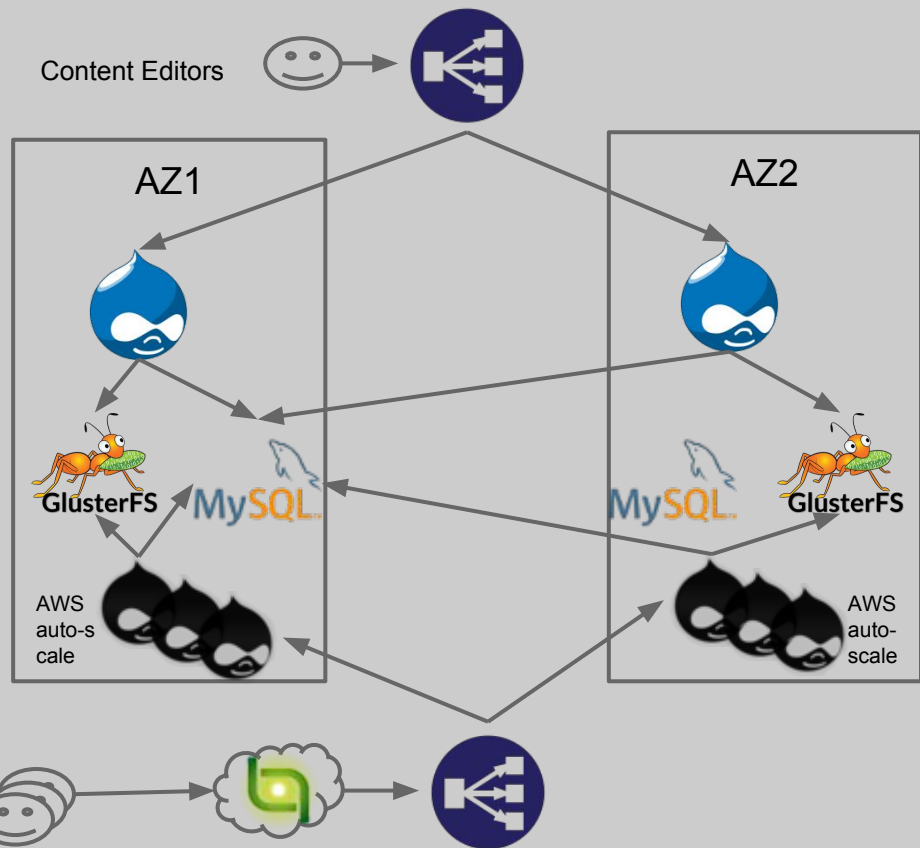 Content Editors
AZ1
AZ2
GlusterFS
MySQL
MySQL
GlusterFS
AWS
auto-s
cale
AWS
auto-
scale